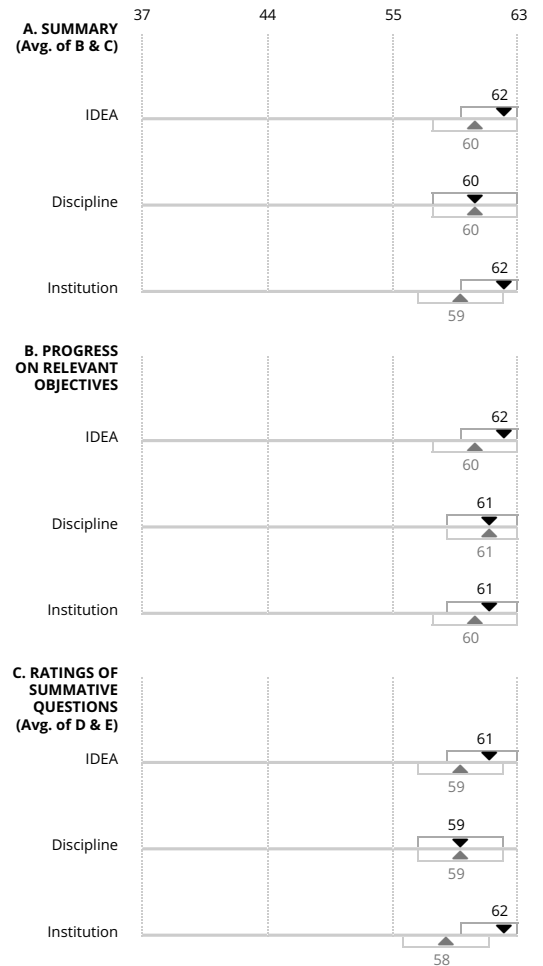 37 44 55 63
A. SUMMARY
(Avg. of B & C)
62
IDEA
60
60
Discipline
60
62
Institution
59
B. PROGRESS
ON RELEVANT
OBJECTIVES
62
IDEA
60
61
Discipline
61
61
Institution
60
C. RATINGS OF
SUMMATIVE
QUESTIONS
(Avg. of D & E)
61
IDEA
59
59
Discipline
59
62
Institution
58